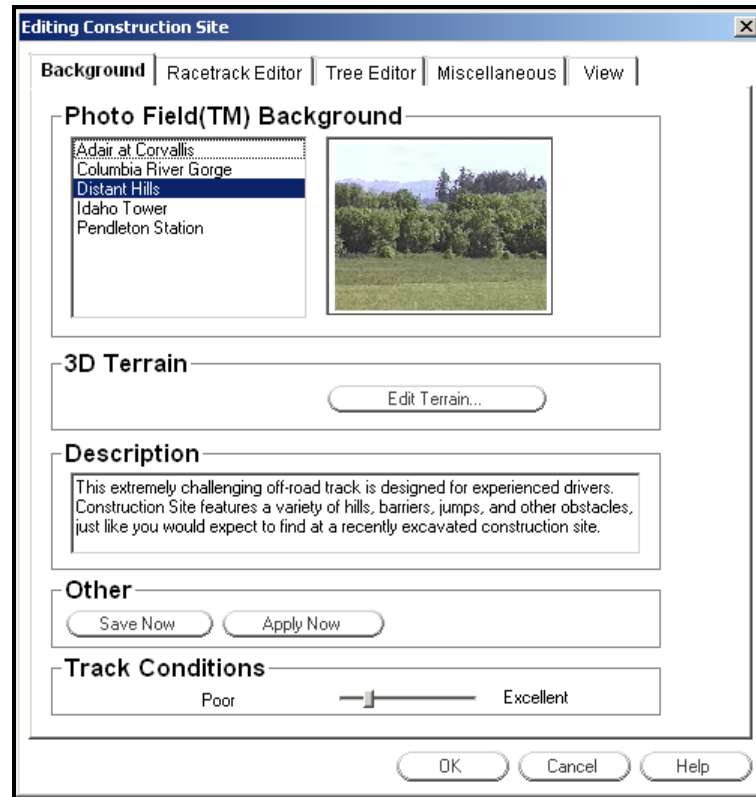 Editing Construction Site
Background
Racetrack Editor
Tree Editor
Miscellaneous
View
Photo Field(TM) Background
Adair at Corvallis
Columbia River Gorge
Distant Hills
Idaho Tower
Pendleton Station
3D Terrain
Edit Terrain...
Description
This extremely challenging off-road track is designed for experienced drivers.
Construction Site features a variety of hills, barriers, jumps, and other obstacles,
just like you would expect to find at a recently excavated construction site.
Other
Save Now
Apply Now
Track Conditions
Poor
Excellent
OK
Cancel
Help